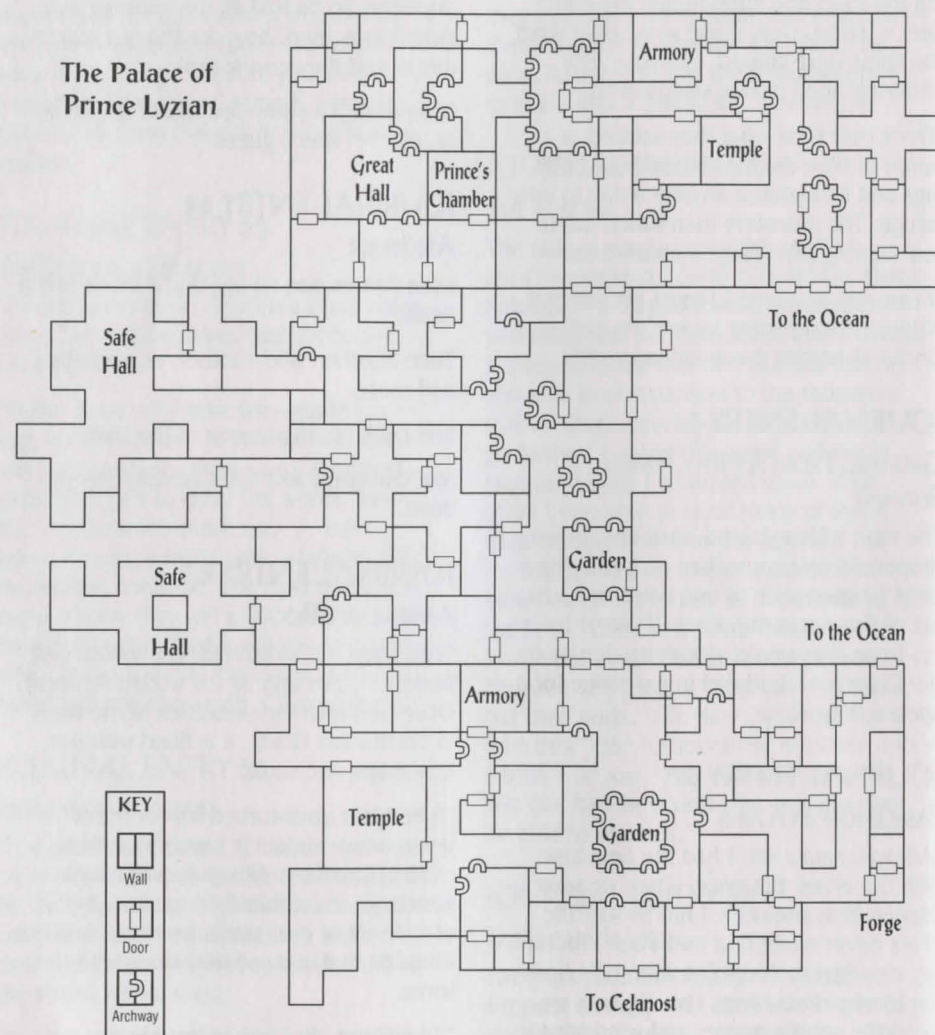 The Palace of
Prince Lyzian
Armory
Temple
Great
Hall
Prince's
Chamber
To the Ocean
Safe
Hall
Garden
Safe
Hall
To the Ocean
Armory
KEY
Wall
Door
Archway
Temple
Garden
Forge
To Celanost